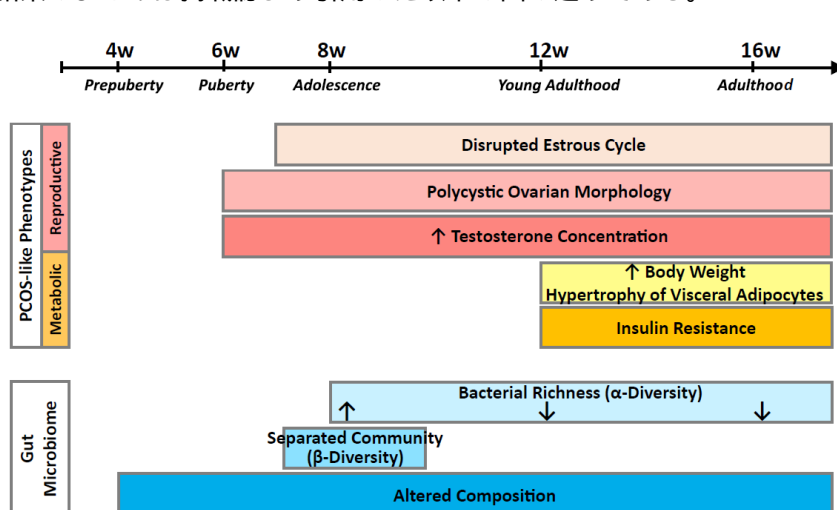 4w 6w 8w 12w 16w
Prepuberty Puberty Adolescence Young Adulthood Adulthood
PCOS-like Phenotypes
Reproductive
Disrupted Estrous Cycle
Polycystic Ovarian Morphology
↑ Testosterone Concentration
Metabolic
↑ Body Weight
Hypertrophy of Visceral Adipocytes
Insulin Resistance
Gut
Microbiome
Bacterial Richness (α-Diversity)
↑ ↓ ↓
Separated Community
(β-Diversity)
Altered Composition